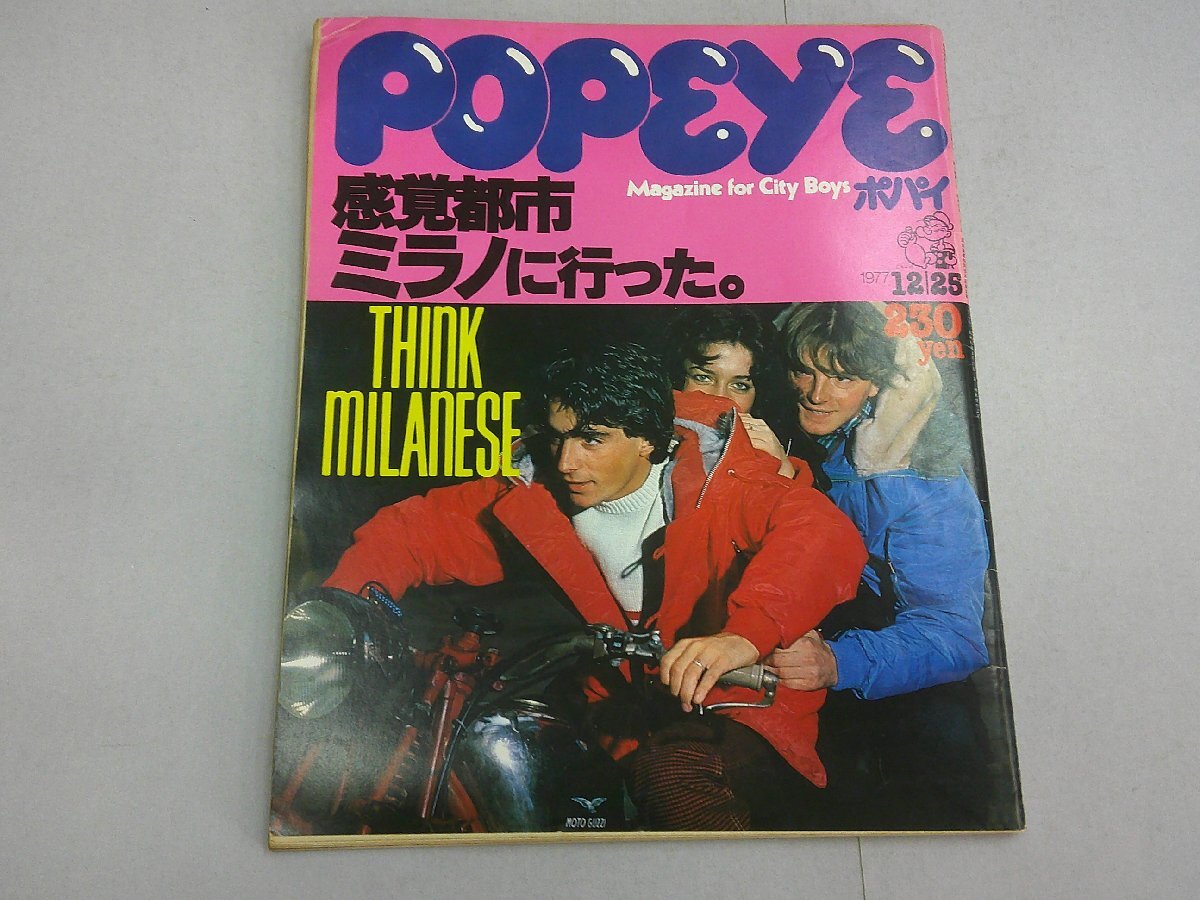 POPEYE
Magazine for City Boys ポパイ
感覚都市
ミラノに行った。
1977 12/25
230
yen
THINK
MILANESE
MOTO GUZZI